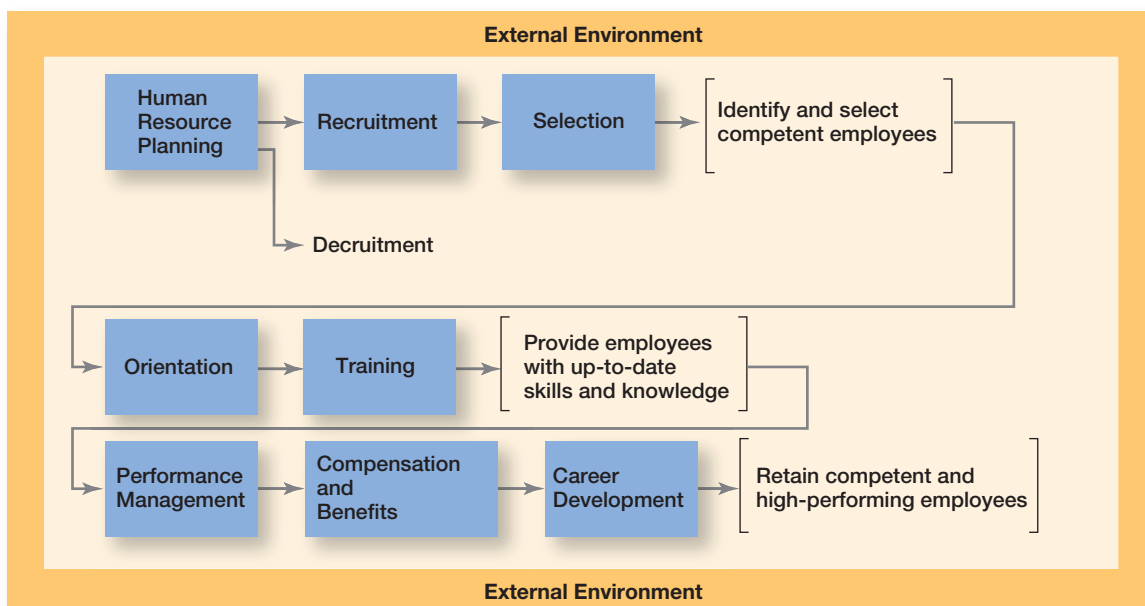 External Environment
Human
Resource
Planning
Recruitment
Selection
Identify and select
competent employees
Decruitment
Orientation
Training
Provide employees
with up-to-date
skills and knowledge
Performance
Management
Compensation
and
Benefits
Career
Development
Retain competent and
high-performing employees
External Environment